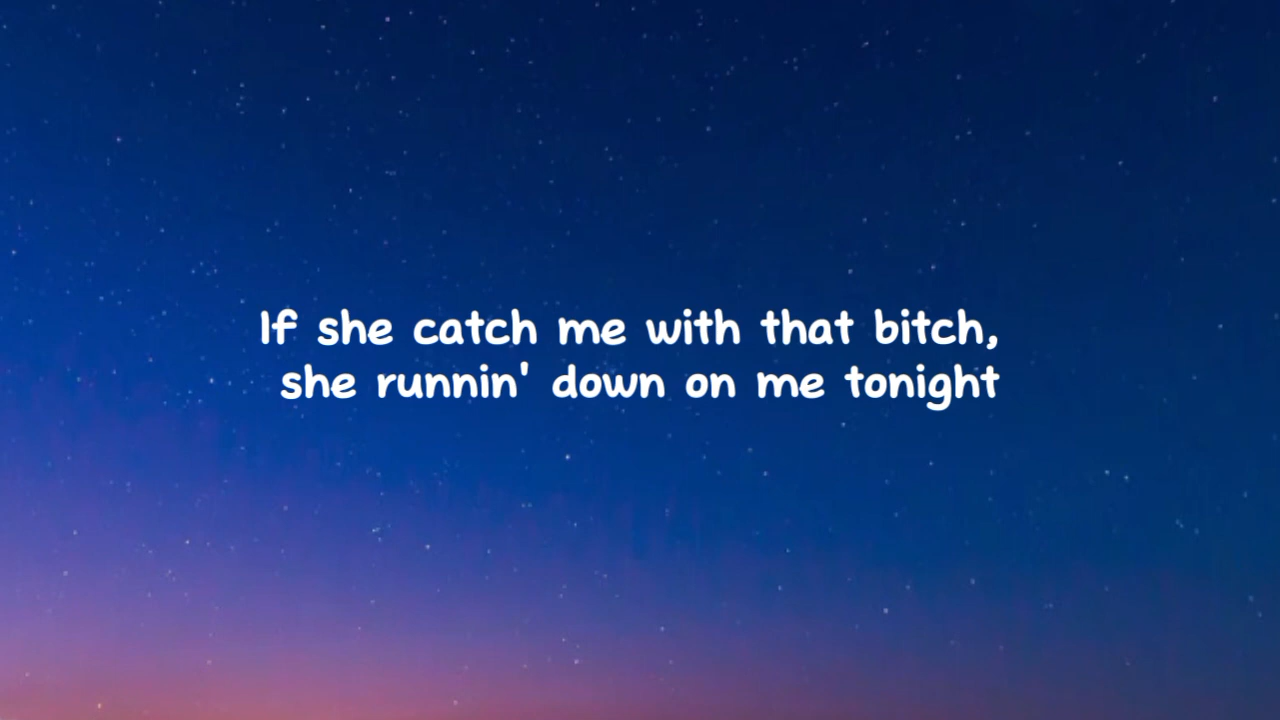 If she catch me with that bitch,
she runnin' down on me tonight